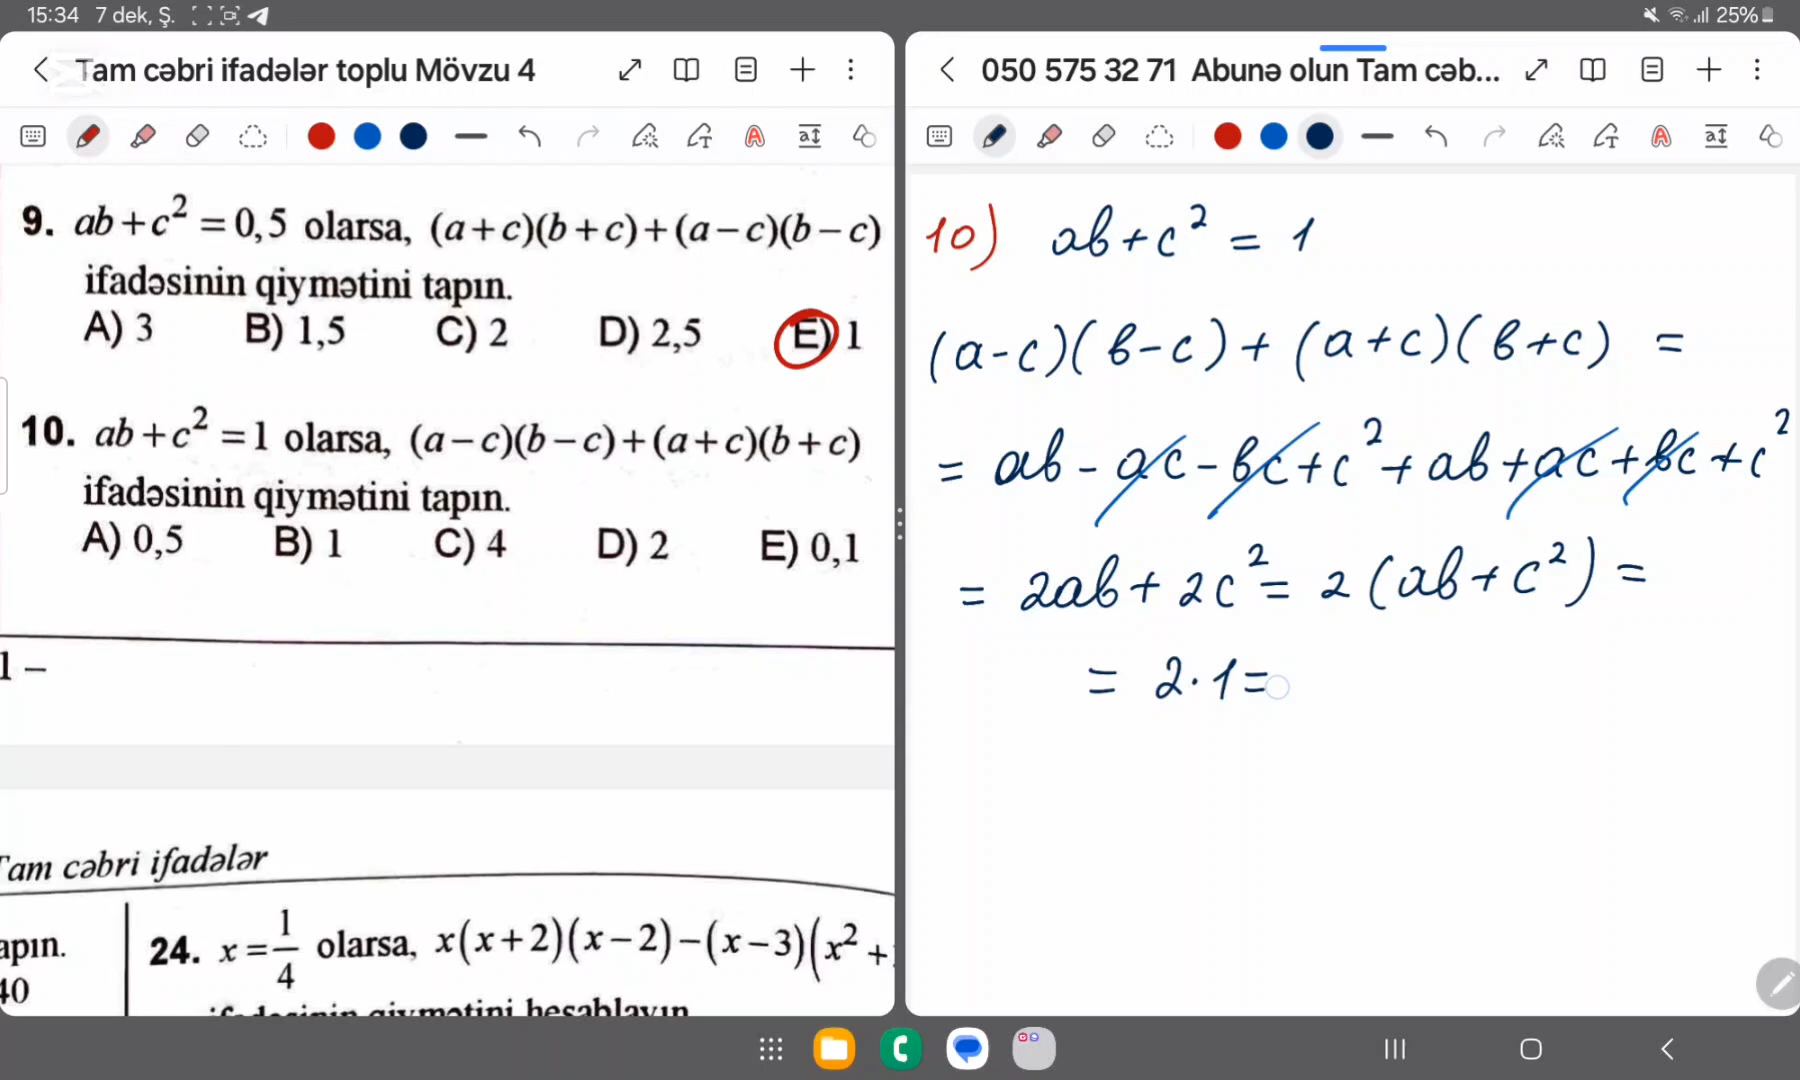 15:34 7 dek, Ş.
25%
Tam cəbri ifadələr toplu Mövzu 4
9. ab+c² = 0,5 olarsa, (a+c)(b+c)+(a−c)(b−c)
ifadəsinin qiymətini tapın.
A) 3 B) 1,5 C) 2 D) 2,5 E) 1
10. ab+c² = 1 olarsa, (a−c)(b−c)+(a+c)(b+c)
ifadəsinin qiymətini tapın.
A) 0,5 B) 1 C) 4 D) 2 E) 0,1
1 –
Tam cəbri ifadələr
apın.
40
24. x = 1/4 olarsa, x(x+2)(x−2)−(x−3)(x²+
ifadəsinin qiymətini hesablayın
050 575 32 71 Abunə olun Tam cəb...
10) ab+c² = 1
(a-c)(b-c)+(a+c)(b+c) =
= ab-ac-bc+c²+ab+ac+bc+c²
= 2ab+2c² = 2(ab+c²) =
= 2·1=